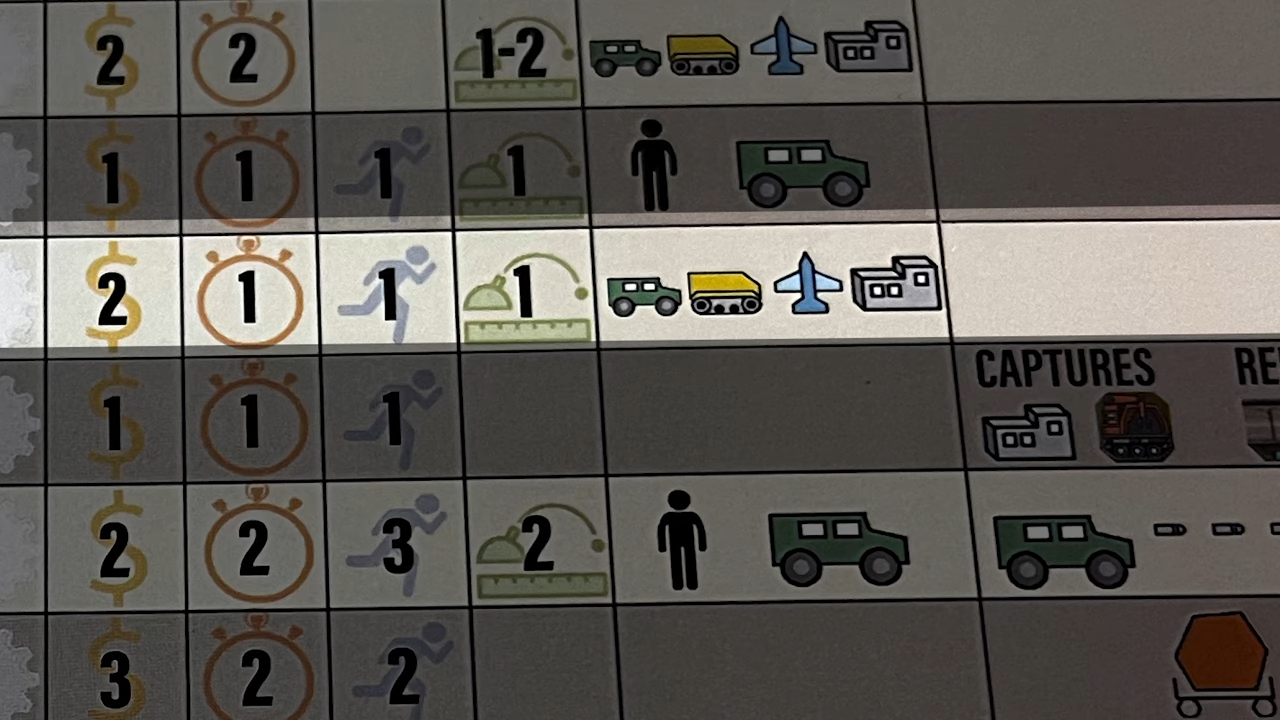 2 2 1-2
1 1 1 1
2 1 1 1
1 1 1 CAPTURES
2 2 3 2
3 2 2